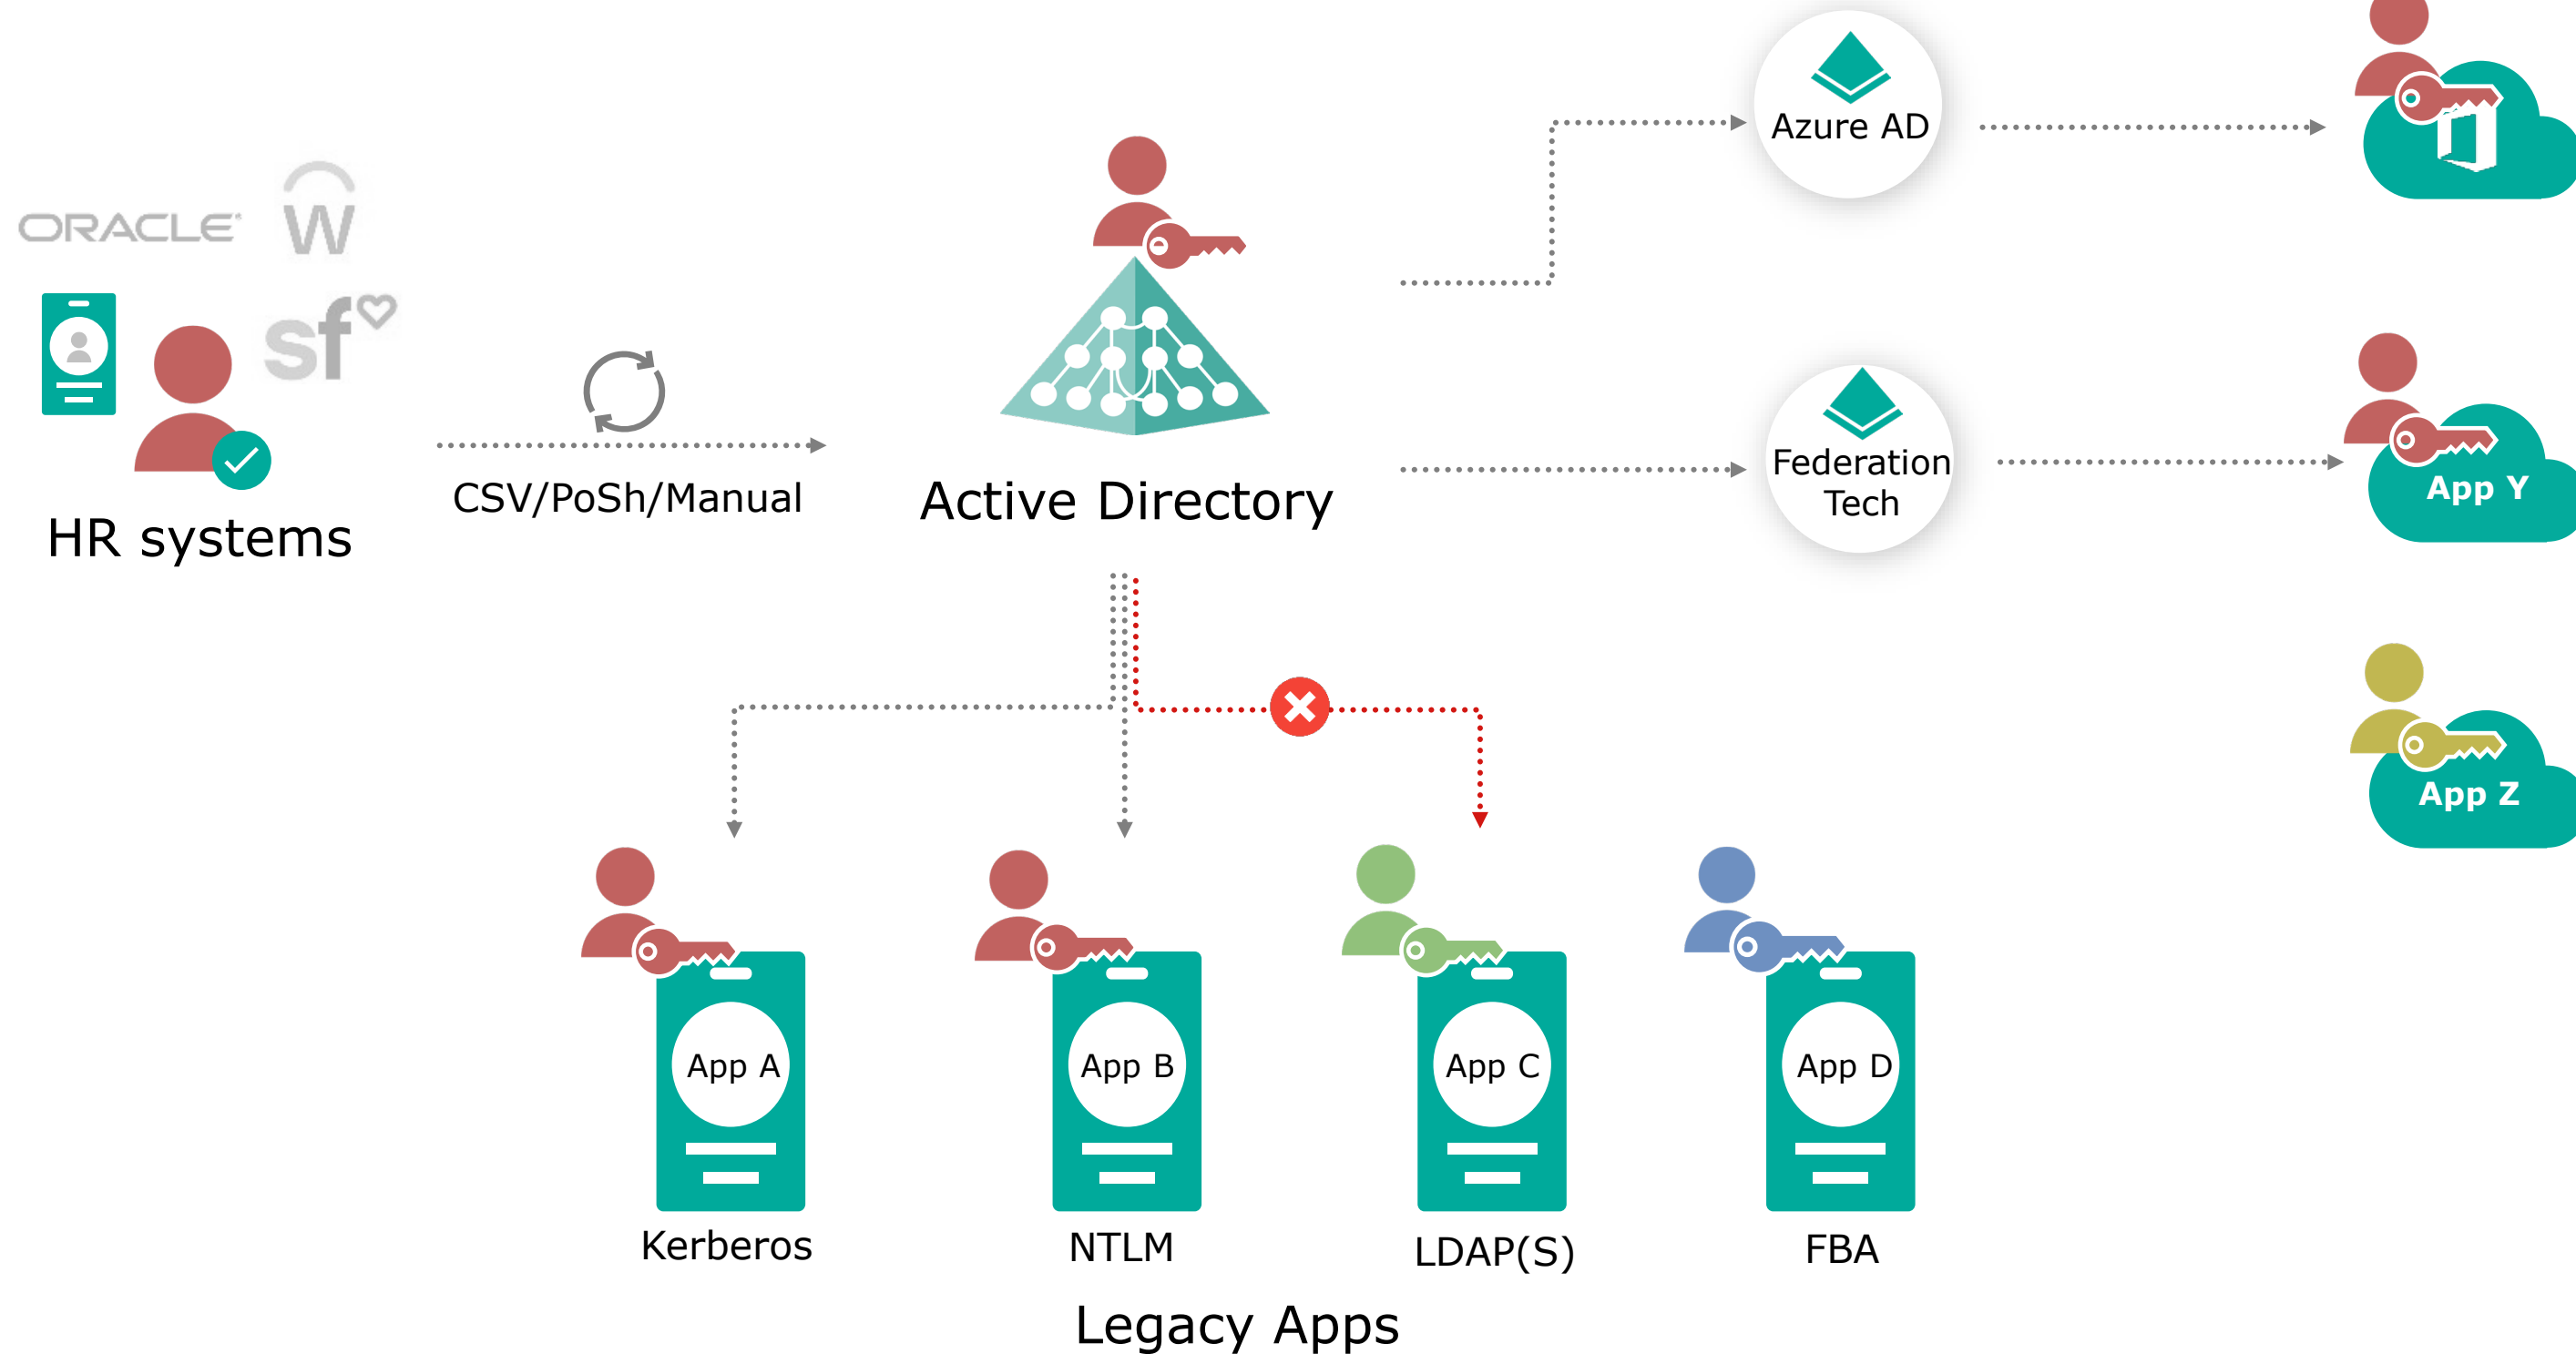 ORACLE
W
sf
HR systems
CSV/PoSh/Manual
Active Directory
Azure AD
Federation
Tech
App Y
App Z
App A
App B
App C
App D
Kerberos
NTLM
LDAP(S)
FBA
Legacy Apps